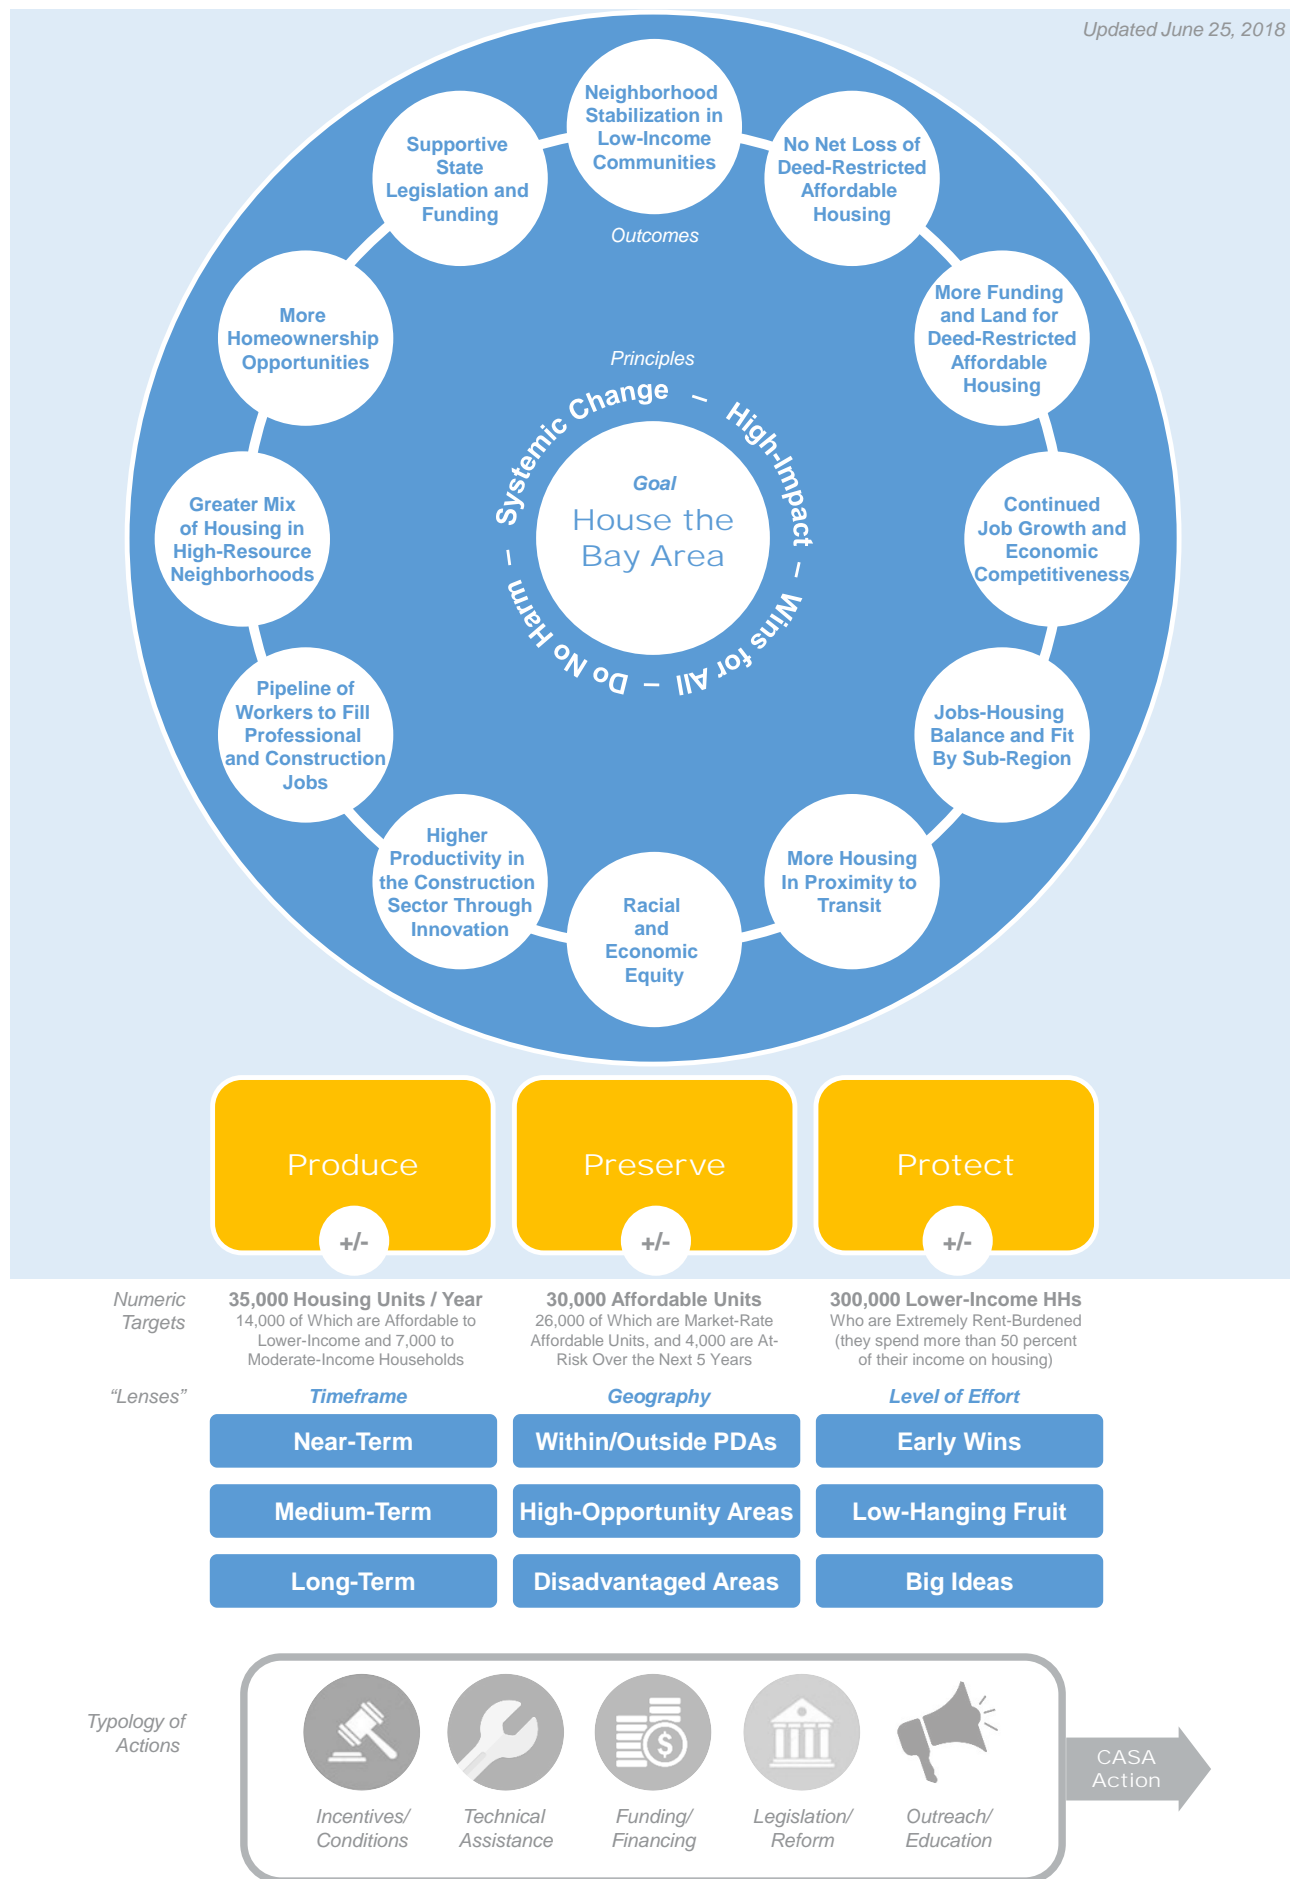 Updated June 25, 2018
Neighborhood
Stabilization in
Low-Income
Communities
No Net Loss of
Deed-Restricted
Affordable
Housing
More Funding
and Land for
Deed-Restricted
Affordable
Housing
Continued
Job Growth and
Economic
Competitiveness
Jobs-Housing
Balance and Fit
By Sub-Region
More Housing
In Proximity to
Transit
Racial
and
Economic
Equity
Higher
Productivity in
the Construction
Sector Through
Innovation
Pipeline of
Workers to Fill
Professional
and Construction
Jobs
Greater Mix
of Housing in
High-Resource
Neighborhoods
More
Homeownership
Opportunities
Supportive
State
Legislation and
Funding
Outcomes
Principles
Systemic Change – High-Impact – Wins for All – Do No Harm –
Goal
House the
Bay Area
Produce
+/-
Preserve
+/-
Protect
+/-
Numeric
Targets
35,000 Housing Units / Year
14,000 of Which are Affordable to
Lower-Income and 7,000 to
Moderate-Income Households
30,000 Affordable Units
26,000 of Which are Market-Rate
Affordable Units, and 4,000 are At-
Risk Over the Next 5 Years
300,000 Lower-Income HHs
Who are Extremely Rent-Burdened
(they spend more than 50 percent
of their income on housing)
“Lenses”
Timeframe
Geography
Level of Effort
Near-Term
Within/Outside PDAs
Early Wins
Medium-Term
High-Opportunity Areas
Low-Hanging Fruit
Long-Term
Disadvantaged Areas
Big Ideas
Typology of
Actions
$
Incentives/
Conditions
Technical
Assistance
Funding/
Financing
Legislation/
Reform
Outreach/
Education
CASA
Action